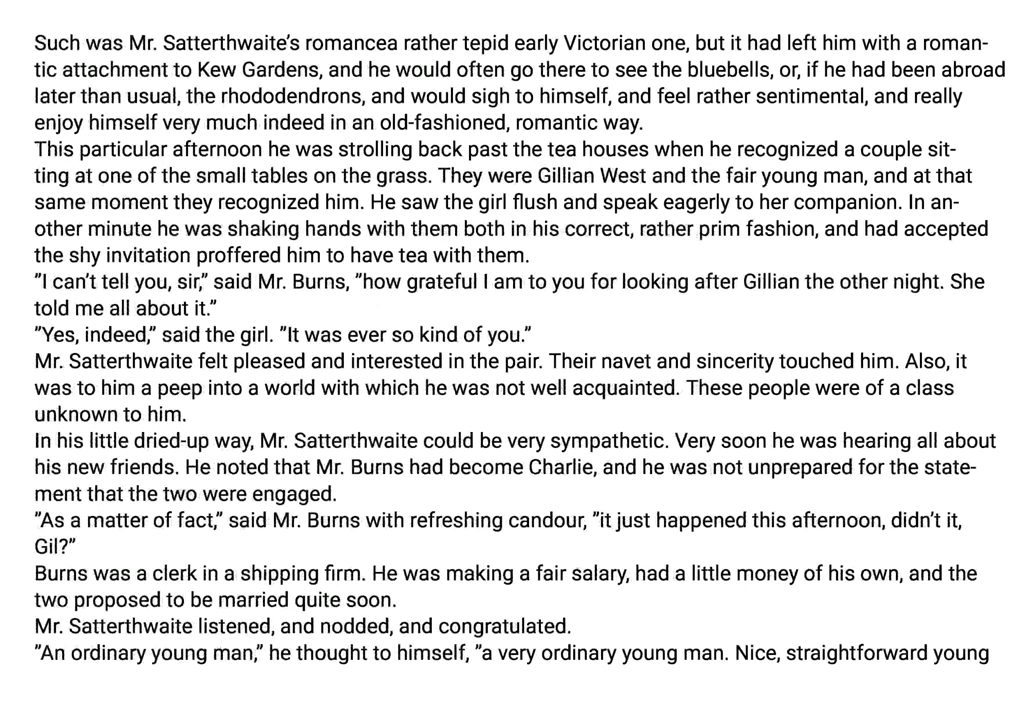 Such was Mr. Satterthwaite’s romancea rather tepid early Victorian one, but it had left him with a roman-
tic attachment to Kew Gardens, and he would often go there to see the bluebells, or, if he had been abroad
later than usual, the rhododendrons, and would sigh to himself, and feel rather sentimental, and really
enjoy himself very much indeed in an old-fashioned, romantic way.
This particular afternoon he was strolling back past the tea houses when he recognized a couple sit-
ting at one of the small tables on the grass. They were Gillian West and the fair young man, and at that
same moment they recognized him. He saw the girl flush and speak eagerly to her companion. In an-
other minute he was shaking hands with them both in his correct, rather prim fashion, and had accepted
the shy invitation proffered him to have tea with them.
”I can’t tell you, sir,” said Mr. Burns, ”how grateful I am to you for looking after Gillian the other night. She
told me all about it.”
”Yes, indeed,” said the girl. ”It was ever so kind of you.”
Mr. Satterthwaite felt pleased and interested in the pair. Their navet and sincerity touched him. Also, it
was to him a peep into a world with which he was not well acquainted. These people were of a class
unknown to him.
In his little dried-up way, Mr. Satterthwaite could be very sympathetic. Very soon he was hearing all about
his new friends. He noted that Mr. Burns had become Charlie, and he was not unprepared for the state-
ment that the two were engaged.
”As a matter of fact,” said Mr. Burns with refreshing candour, ”it just happened this afternoon, didn’t it,
Gil?”
Burns was a clerk in a shipping firm. He was making a fair salary, had a little money of his own, and the
two proposed to be married quite soon.
Mr. Satterthwaite listened, and nodded, and congratulated.
”An ordinary young man,” he thought to himself, ”a very ordinary young man. Nice, straightforward young